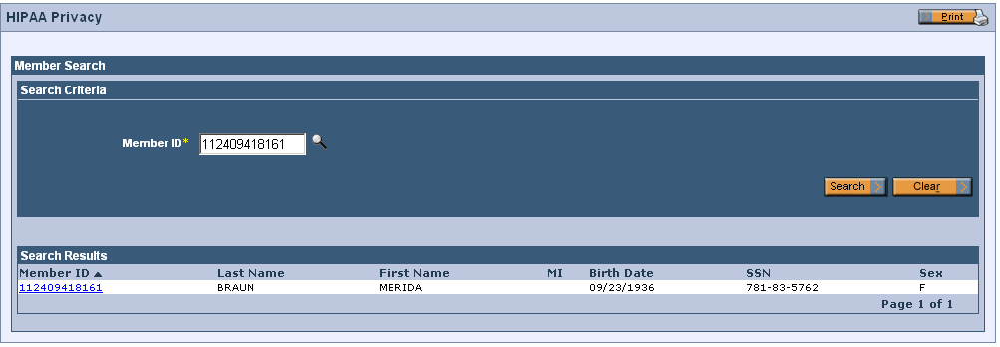 HIPAA Privacy Print
Member Search
Search Criteria
Member ID* 112409418161
Search Clear
Search Results
Member ID Last Name First Name MI Birth Date SSN Sex
112409418161 BRAUN MERIDA 09/23/1936 781-83-5762 F
Page 1 of 1